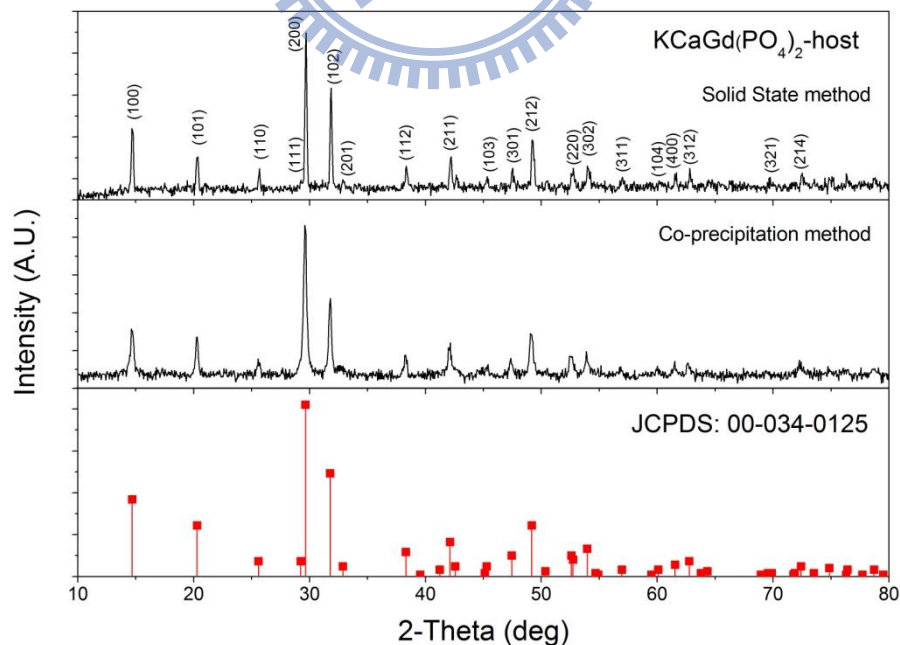 KCaGd(PO4)2-host
Solid State method
(100)
(101)
(110)
(111)
(200)
(102)
(201)
(112)
(211)
(103)
(301)
(212)
(220)
(302)
(311)
(104)
(400)
(312)
(321)
(214)
Co-precipitation method
Intensity (A.U.)
JCPDS: 00-034-0125
10 20 30 40 50 60 70 80
2-Theta (deg)